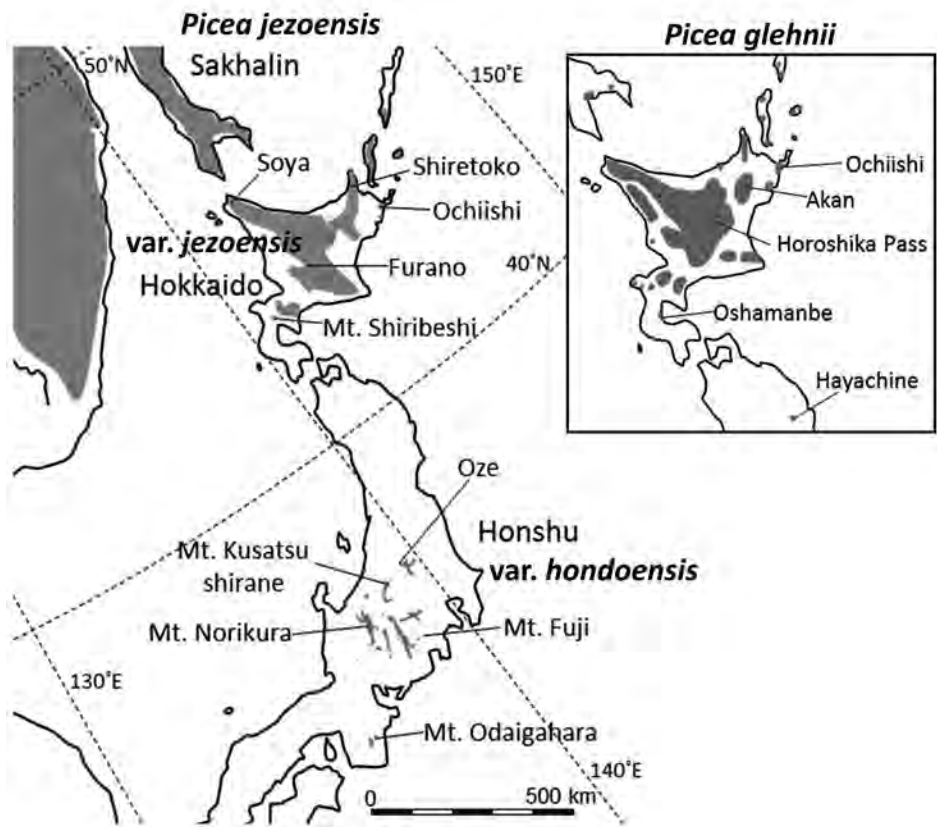 Picea jezoensis
Sakhalin
50˚N
150˚E
Soya
Shiretoko
Ochiishi
var. jezoensis
Hokkaido
Furano
40˚N
Mt. Shiribeshi
Oze
Honshu
var. hondoensis
Mt. Kusatsu
shirane
Mt. Norikura
Mt. Fuji
130˚E
Mt. Odaigahara
140˚E
0 500 km
Picea glehnii
Ochiishi
Akan
Horoshika Pass
Oshamanbe
Hayachine